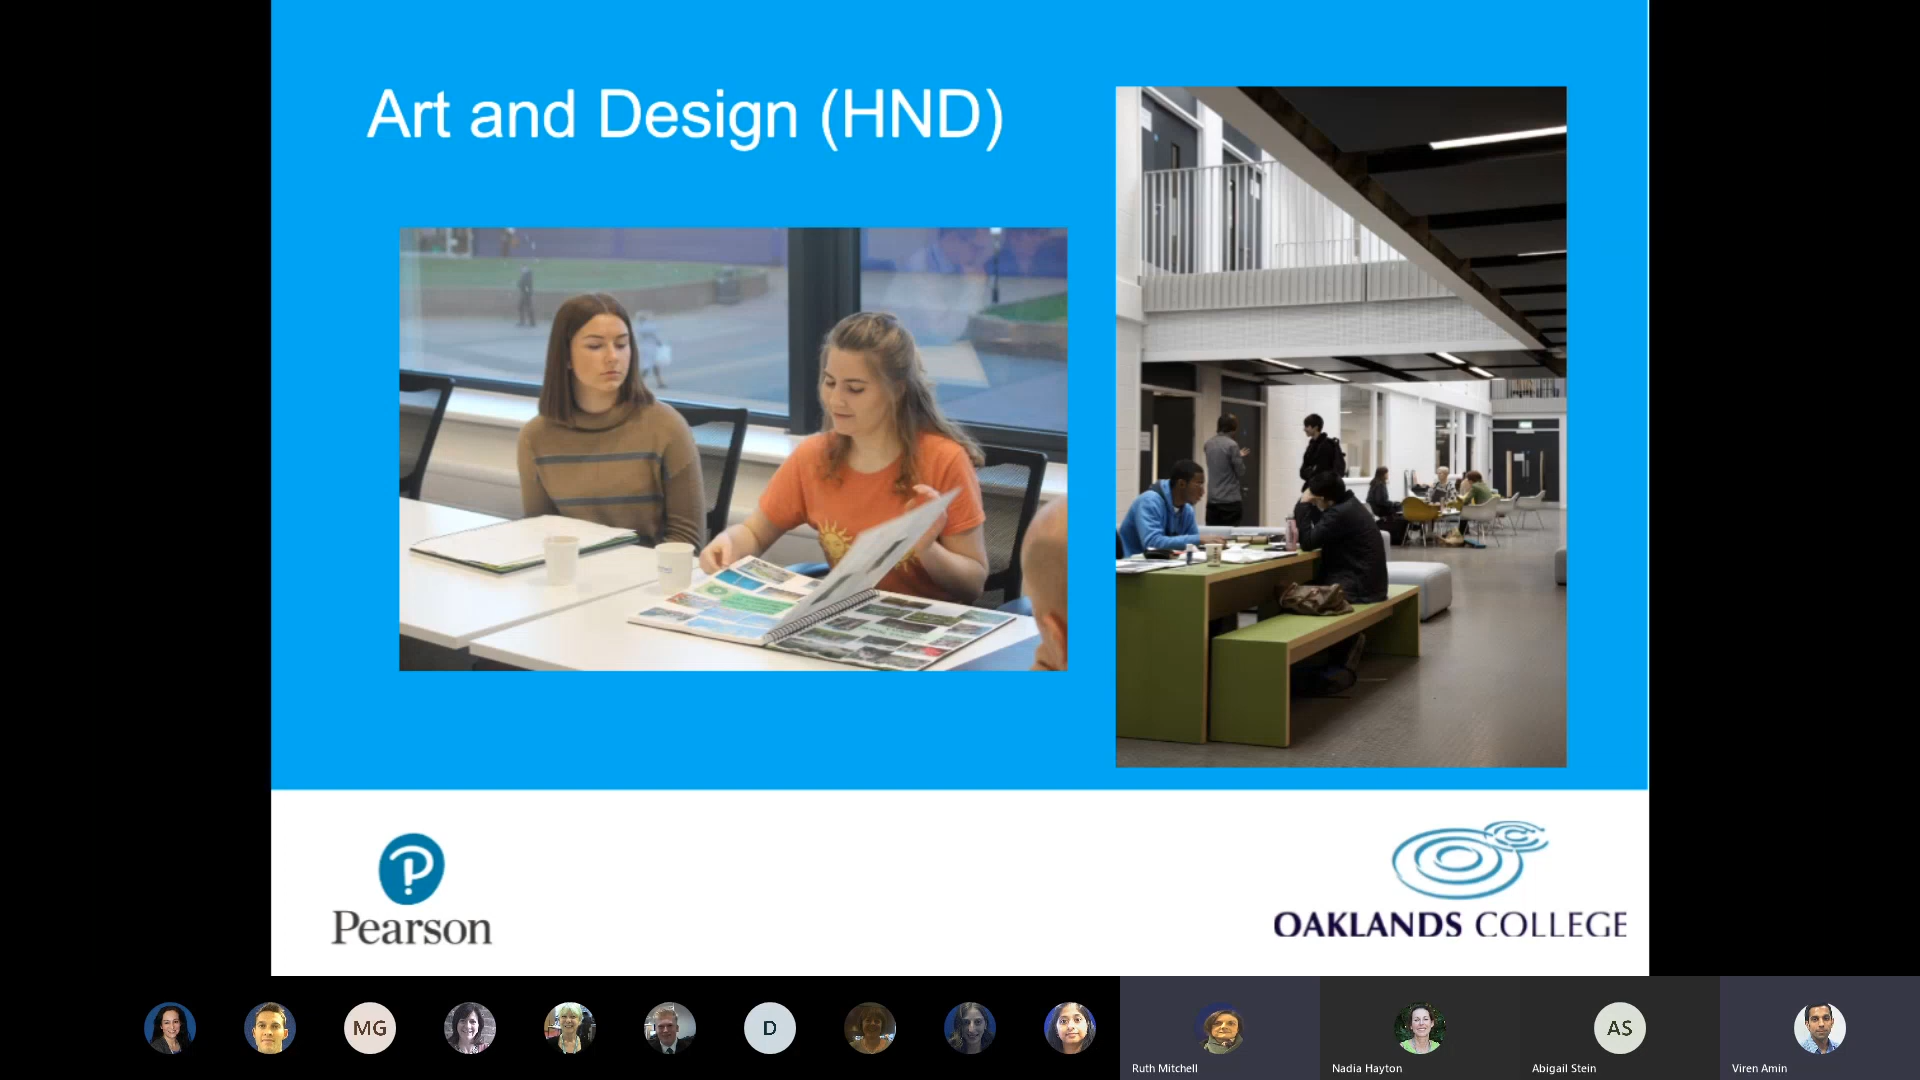 Art and Design (HND)
Pearson
OAKLANDS COLLEGE
MG
D
AS
Ruth Mitchell
Nadia Hayton
Abigail Stein
Viren Amin